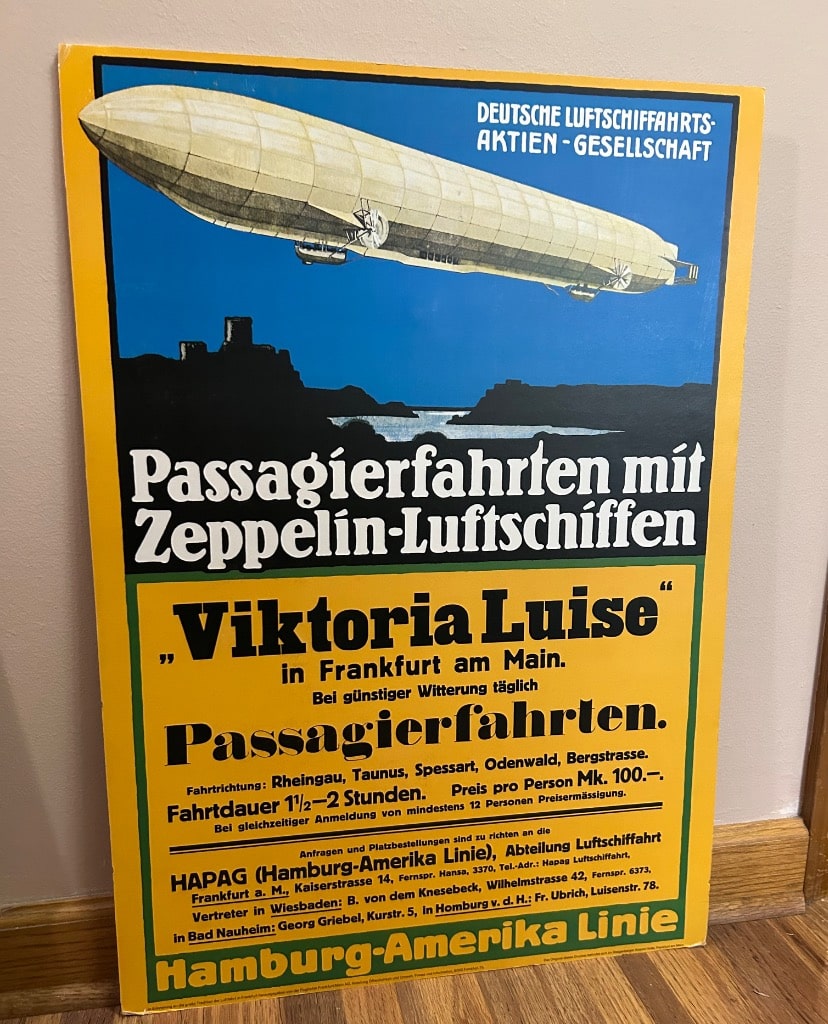 DEUTSCHE LUFTSCHIFFAHRTS-
AKTIEN-GESELLSCHAFT
Passagierfahrten mit
Zeppelin-Luftschiffen
„Viktoria Luise“
in Frankfurt am Main.
Bei günstiger Witterung täglich
Passagierfahrten.
Fahrtrichtung: Rheingau, Taunus, Spessart, Odenwald, Bergstrasse.
Fahrtdauer 1½–2 Stunden. Preis pro Person Mk. 100.–.
Bei gleichzeitiger Anmeldung von mindestens 12 Personen Preisermässigung.
Anfragen und Platzbestellungen sind zu richten an die
HAPAG (Hamburg-Amerika Linie), Abteilung Luftschiffahrt
Frankfurt a. M., Kaiserstrasse 14, Fernspr. Hansa, 3370, Tel.-Adr.: Hapag Luftschiffahrt,
Vertreter in Wiesbaden: B. von dem Knesebeck, Wilhelmstrasse 42, Fernspr. 6373,
in Bad Nauheim: Georg Griebel, Kurstr. 5, in Homburg v. d. H.: Fr. Ubrich, Luisenstr. 78.
Hamburg-Amerika Linie